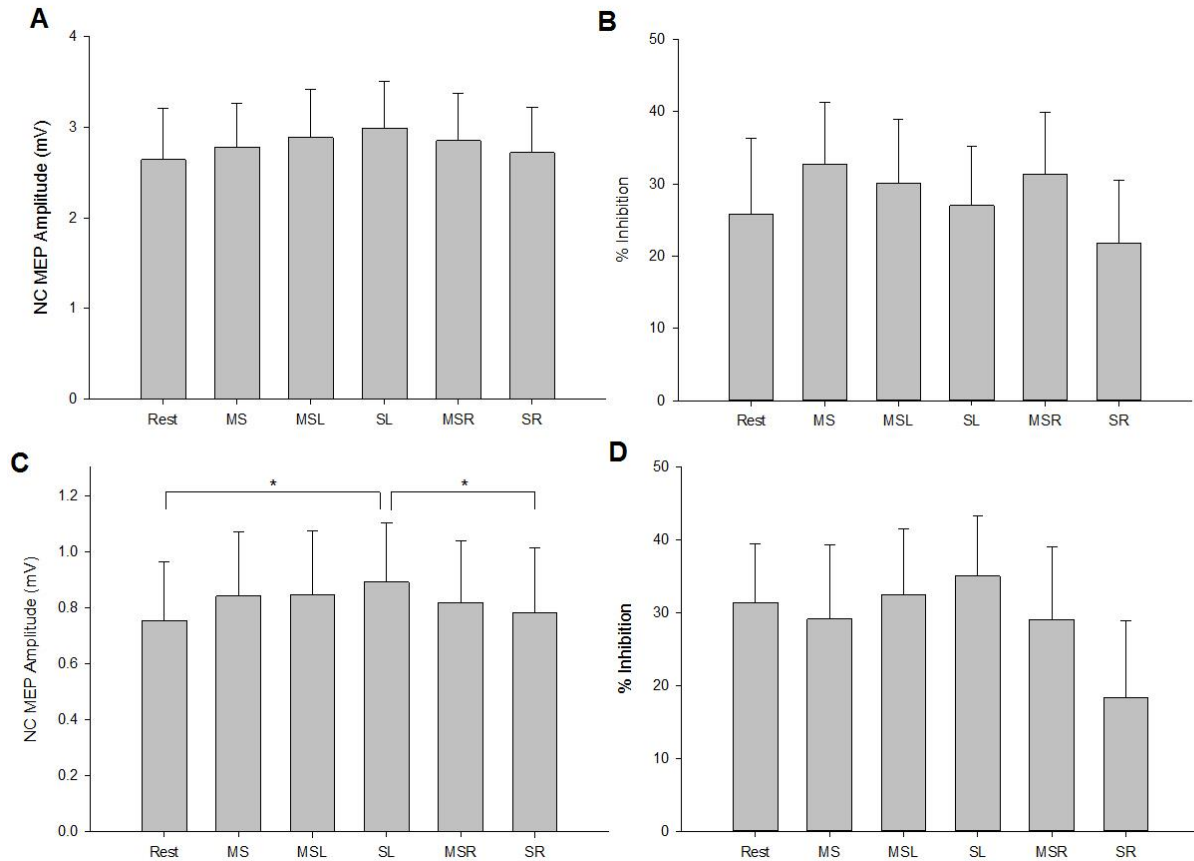 A
NC MEP Amplitude (mV)
4
3
2
1
0
Rest MS MSL SL MSR SR
B
% Inhibition
50
40
30
20
10
0
Rest MS MSL SL MSR SR
C
NC MEP Amplitude (mV)
1.2
1.0
0.8
0.6
0.4
0.2
0.0
* *
Rest MS MSL SL MSR SR
D
% Inhibition
50
40
30
20
10
0
Rest MS MSL SL MSR SR